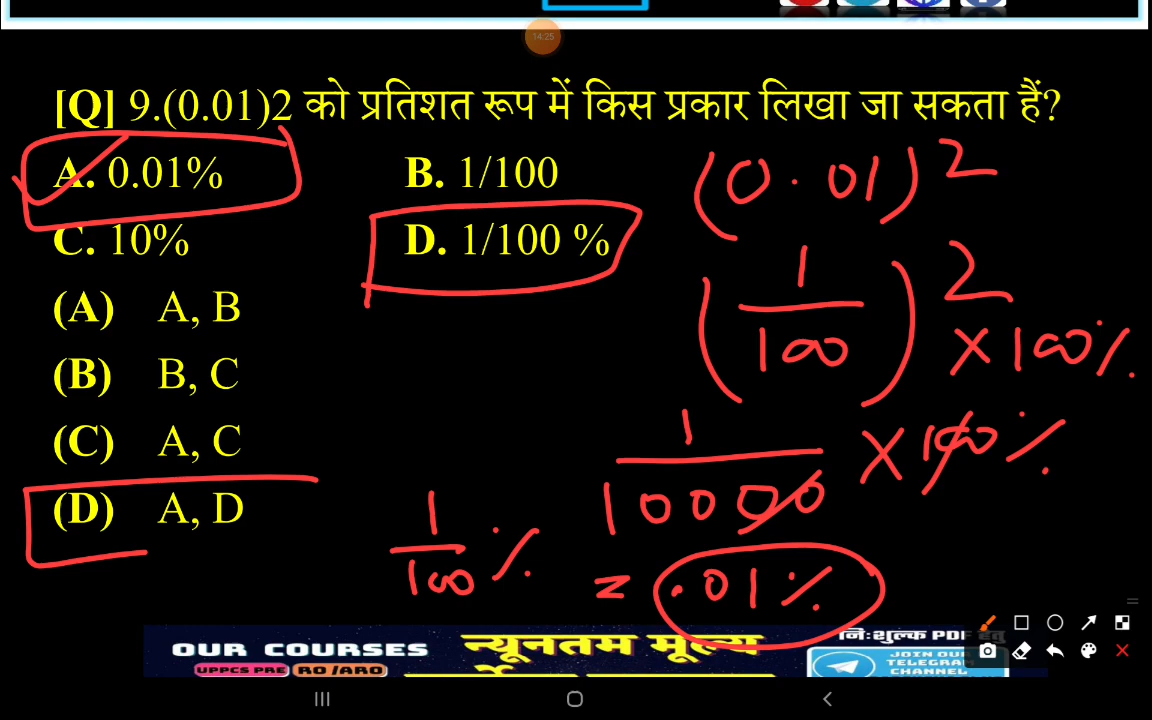 14:25
[Q] 9.(0.01)2 को प्रतिशत रूप में किस प्रकार लिखा जा सकता हैं?
A. 0.01%
B. 1/100
C. 10%
D. 1/100 %
(A) A, B
(B) B, C
(C) A, C
(D) A, D
(0.01)2
(1/100)2 × 100%
1/10000 × 100%
1/100 %
= .01%
OUR COURSES
UPPCS PRE
RO /ARO
न्यूनतम मूल्य
नि:शुल्क PDF
JOIN OUR
TELEGRAM
CHANNEL